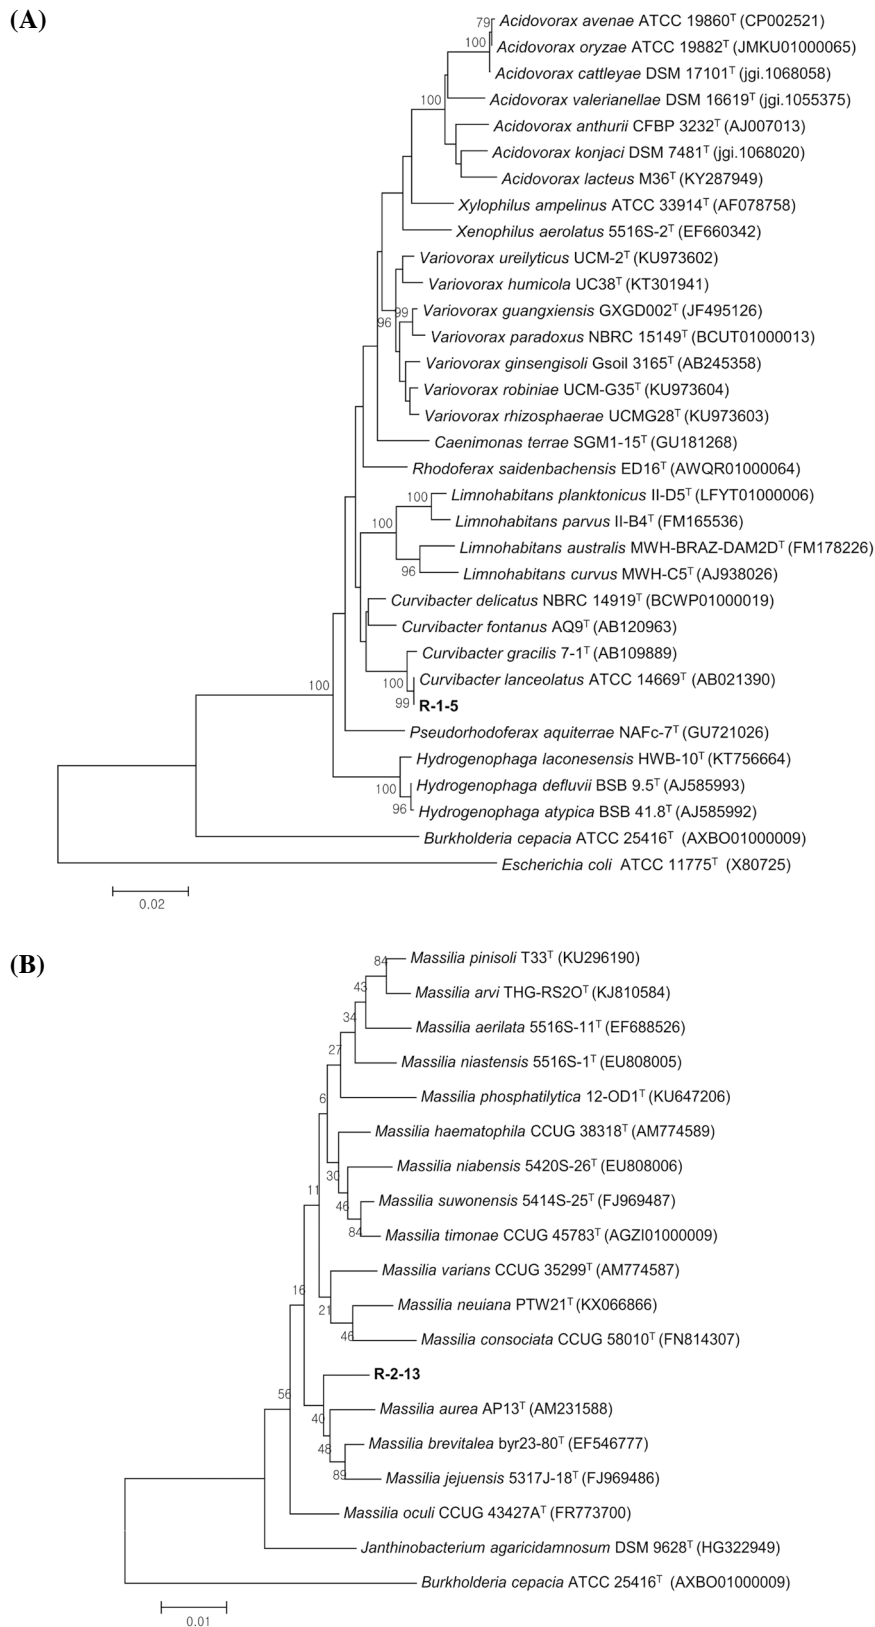 (A)
79
Acidovorax avenae ATCC 19860T (CP002521)
100
Acidovorax oryzae ATCC 19882T (JMKU01000065)
Acidovorax cattleyae DSM 17101T (jgi.1068058)
100
Acidovorax valerianellae DSM 16619T (jgi.1055375)
Acidovorax anthurii CFBP 3232T (AJ007013)
Acidovorax konjaci DSM 7481T (jgi.1068020)
Acidovorax lacteus M36T (KY287949)
Xylophilus ampelinus ATCC 33914T (AF078758)
Xenophilus aerolatus 5516S-2T (EF660342)
Variovorax ureilyticus UCM-2T (KU973602)
Variovorax humicola UC38T (KT301941)
99
Variovorax guangxiensis GXGD002T (JF495126)
96
Variovorax paradoxus NBRC 15149T (BCUT01000013)
Variovorax ginsengisoli Gsoil 3165T (AB245358)
Variovorax robiniae UCM-G35T (KU973604)
Variovorax rhizosphaerae UCMG28T (KU973603)
Caenimonas terrae SGM1-15T (GU181268)
Rhodoferax saidenbachensis ED16T (AWQR01000064)
100
Limnohabitans planktonicus II-D5T (LFYT01000006)
100
Limnohabitans parvus II-B4T (FM165536)
Limnohabitans australis MWH-BRAZ-DAM2DT (FM178226)
96
Limnohabitans curvus MWH-C5T (AJ938026)
Curvibacter delicatus NBRC 14919T (BCWP01000019)
Curvibacter fontanus AQ9T (AB120963)
Curvibacter gracilis 7-1T (AB109889)
100
Curvibacter lanceolatus ATCC 14669T (AB021390)
100
99
R-1-5
Pseudorhodoferax aquiterrae NAFc-7T (GU721026)
Hydrogenophaga laconesensis HWB-10T (KT756664)
100
Hydrogenophaga defluvii BSB 9.5T (AJ585993)
96
Hydrogenophaga atypica BSB 41.8T (AJ585992)
Burkholderia cepacia ATCC 25416T (AXBO01000009)
Escherichia coli ATCC 11775T (X80725)
0.02
(B)
84
Massilia pinisoli T33T (KU296190)
43
Massilia arvi THG-RS2OT (KJ810584)
34
Massilia aerilata 5516S-11T (EF688526)
27
Massilia niastensis 5516S-1T (EU808005)
6
Massilia phosphatilytica 12-OD1T (KU647206)
Massilia haematophila CCUG 38318T (AM774589)
30
Massilia niabensis 5420S-26T (EU808006)
11
46
Massilia suwonensis 5414S-25T (FJ969487)
84
Massilia timonae CCUG 45783T (AGZI01000009)
Massilia varians CCUG 35299T (AM774587)
16
21
Massilia neuiana PTW21T (KX066866)
46
Massilia consociata CCUG 58010T (FN814307)
R-2-13
56
40
Massilia aurea AP13T (AM231588)
48
Massilia brevitalea byr23-80T (EF546777)
89
Massilia jejuensis 5317J-18T (FJ969486)
Massilia oculi CCUG 43427AT (FR773700)
Janthinobacterium agaricidamnosum DSM 9628T (HG322949)
Burkholderia cepacia ATCC 25416T (AXBO01000009)
0.01